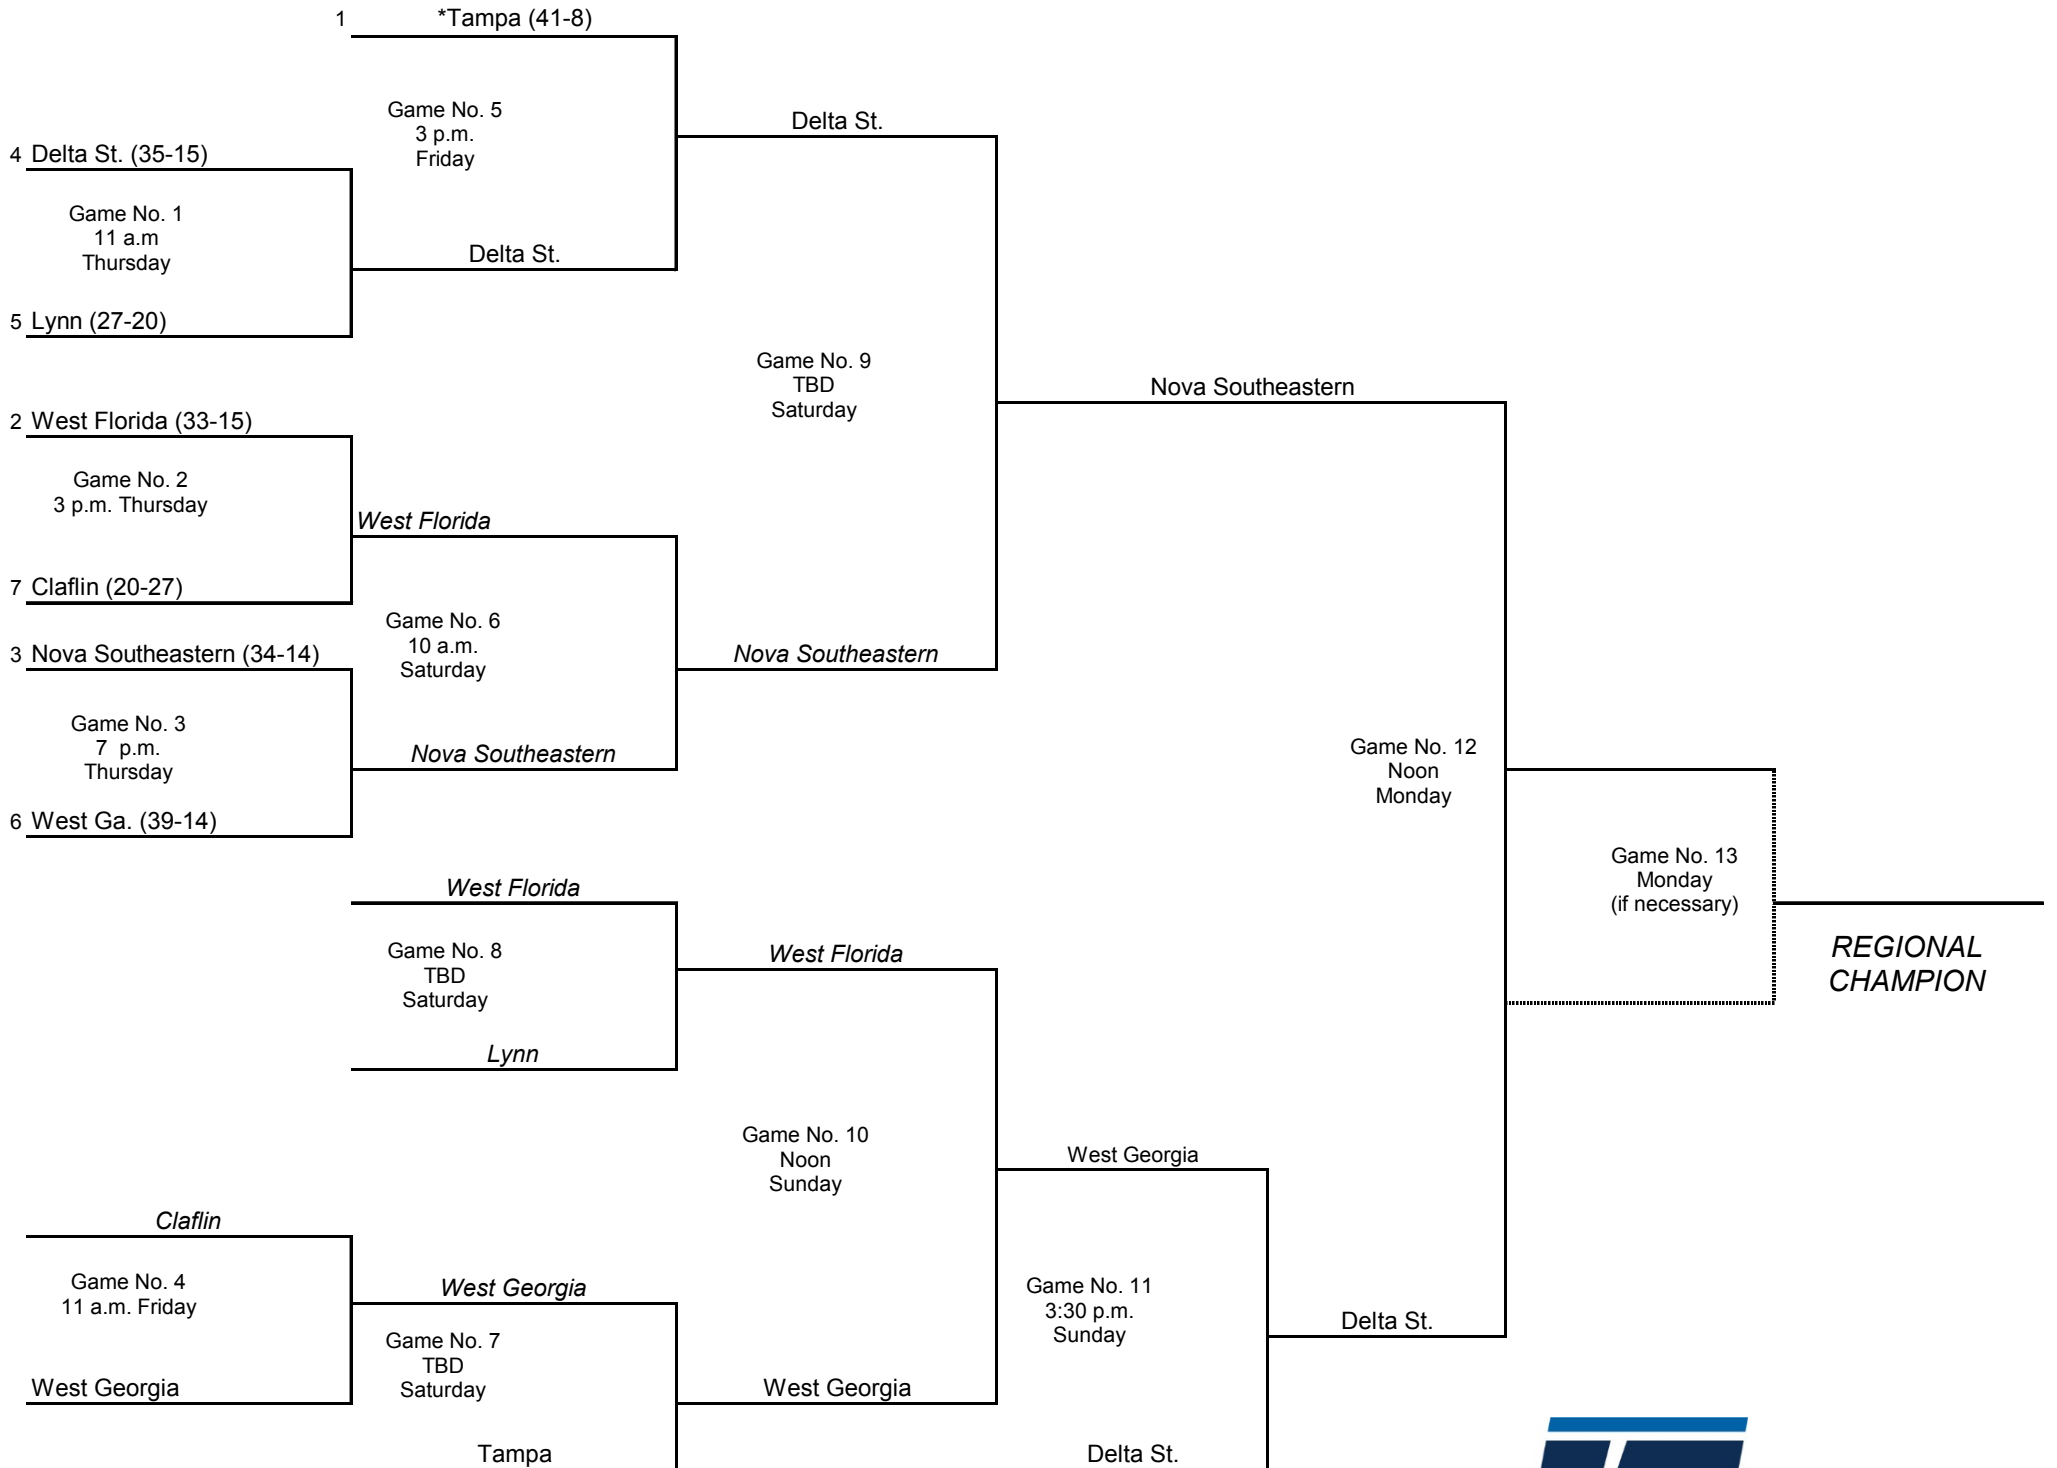 1 *Tampa (41-8)
Game No. 5
3 p.m.
Friday
Delta St.
4 Delta St. (35-15)
Game No. 1
11 a.m
Thursday
Delta St.
5 Lynn (27-20)
Game No. 9
TBD
Saturday
Nova Southeastern
2 West Florida (33-15)
Game No. 2
3 p.m. Thursday
West Florida
7 Claflin (20-27)
Game No. 6
10 a.m.
Saturday
3 Nova Southeastern (34-14)
Nova Southeastern
Game No. 3
7 p.m.
Thursday
Nova Southeastern
6 West Ga. (39-14)
Game No. 12
Noon
Monday
Game No. 13
Monday
(if necessary)
REGIONAL
CHAMPION
West Florida
Game No. 8
TBD
Saturday
West Florida
Lynn
Game No. 10
Noon
Sunday
West Georgia
Claflin
Game No. 4
11 a.m. Friday
West Georgia
West Georgia
Game No. 7
TBD
Saturday
West Georgia
Tampa
Game No. 11
3:30 p.m.
Sunday
Delta St.
Delta St.